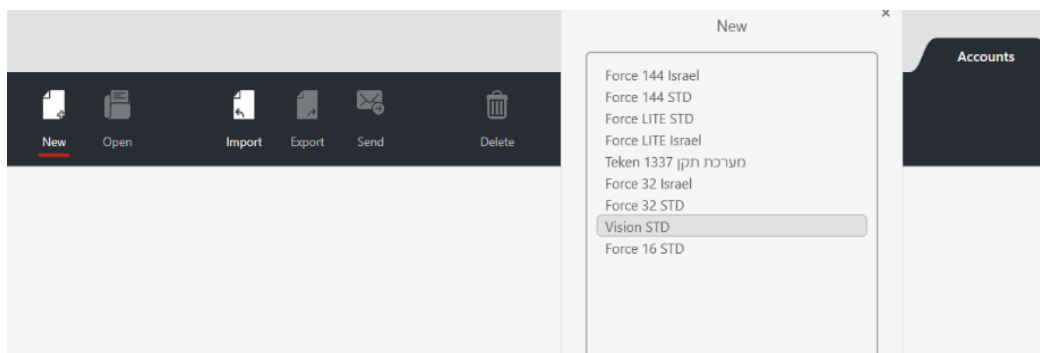 New
×
Accounts
New
Open
Import
Export
Send
Delete
Force 144 Israel
Force 144 STD
Force LITE STD
Force LITE Israel
Teken 1337 מערכת תקן
Force 32 Israel
Force 32 STD
Vision STD
Force 16 STD